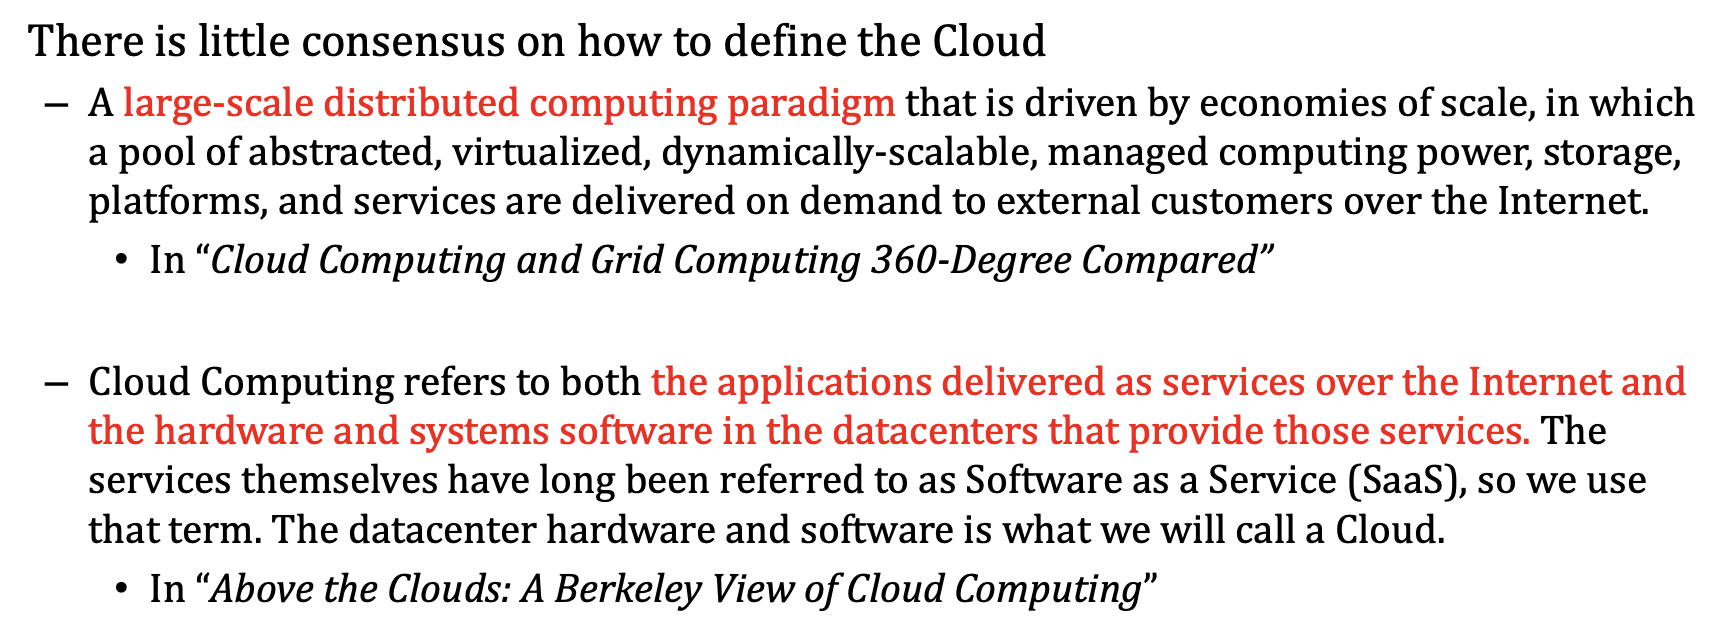 There is little consensus on how to define the Cloud
– A large-scale distributed computing paradigm that is driven by economies of scale, in which
a pool of abstracted, virtualized, dynamically-scalable, managed computing power, storage,
platforms, and services are delivered on demand to external customers over the Internet.
• In “Cloud Computing and Grid Computing 360-Degree Compared”
– Cloud Computing refers to both the applications delivered as services over the Internet and
the hardware and systems software in the datacenters that provide those services. The
services themselves have long been referred to as Software as a Service (SaaS), so we use
that term. The datacenter hardware and software is what we will call a Cloud.
• In “Above the Clouds: A Berkeley View of Cloud Computing”